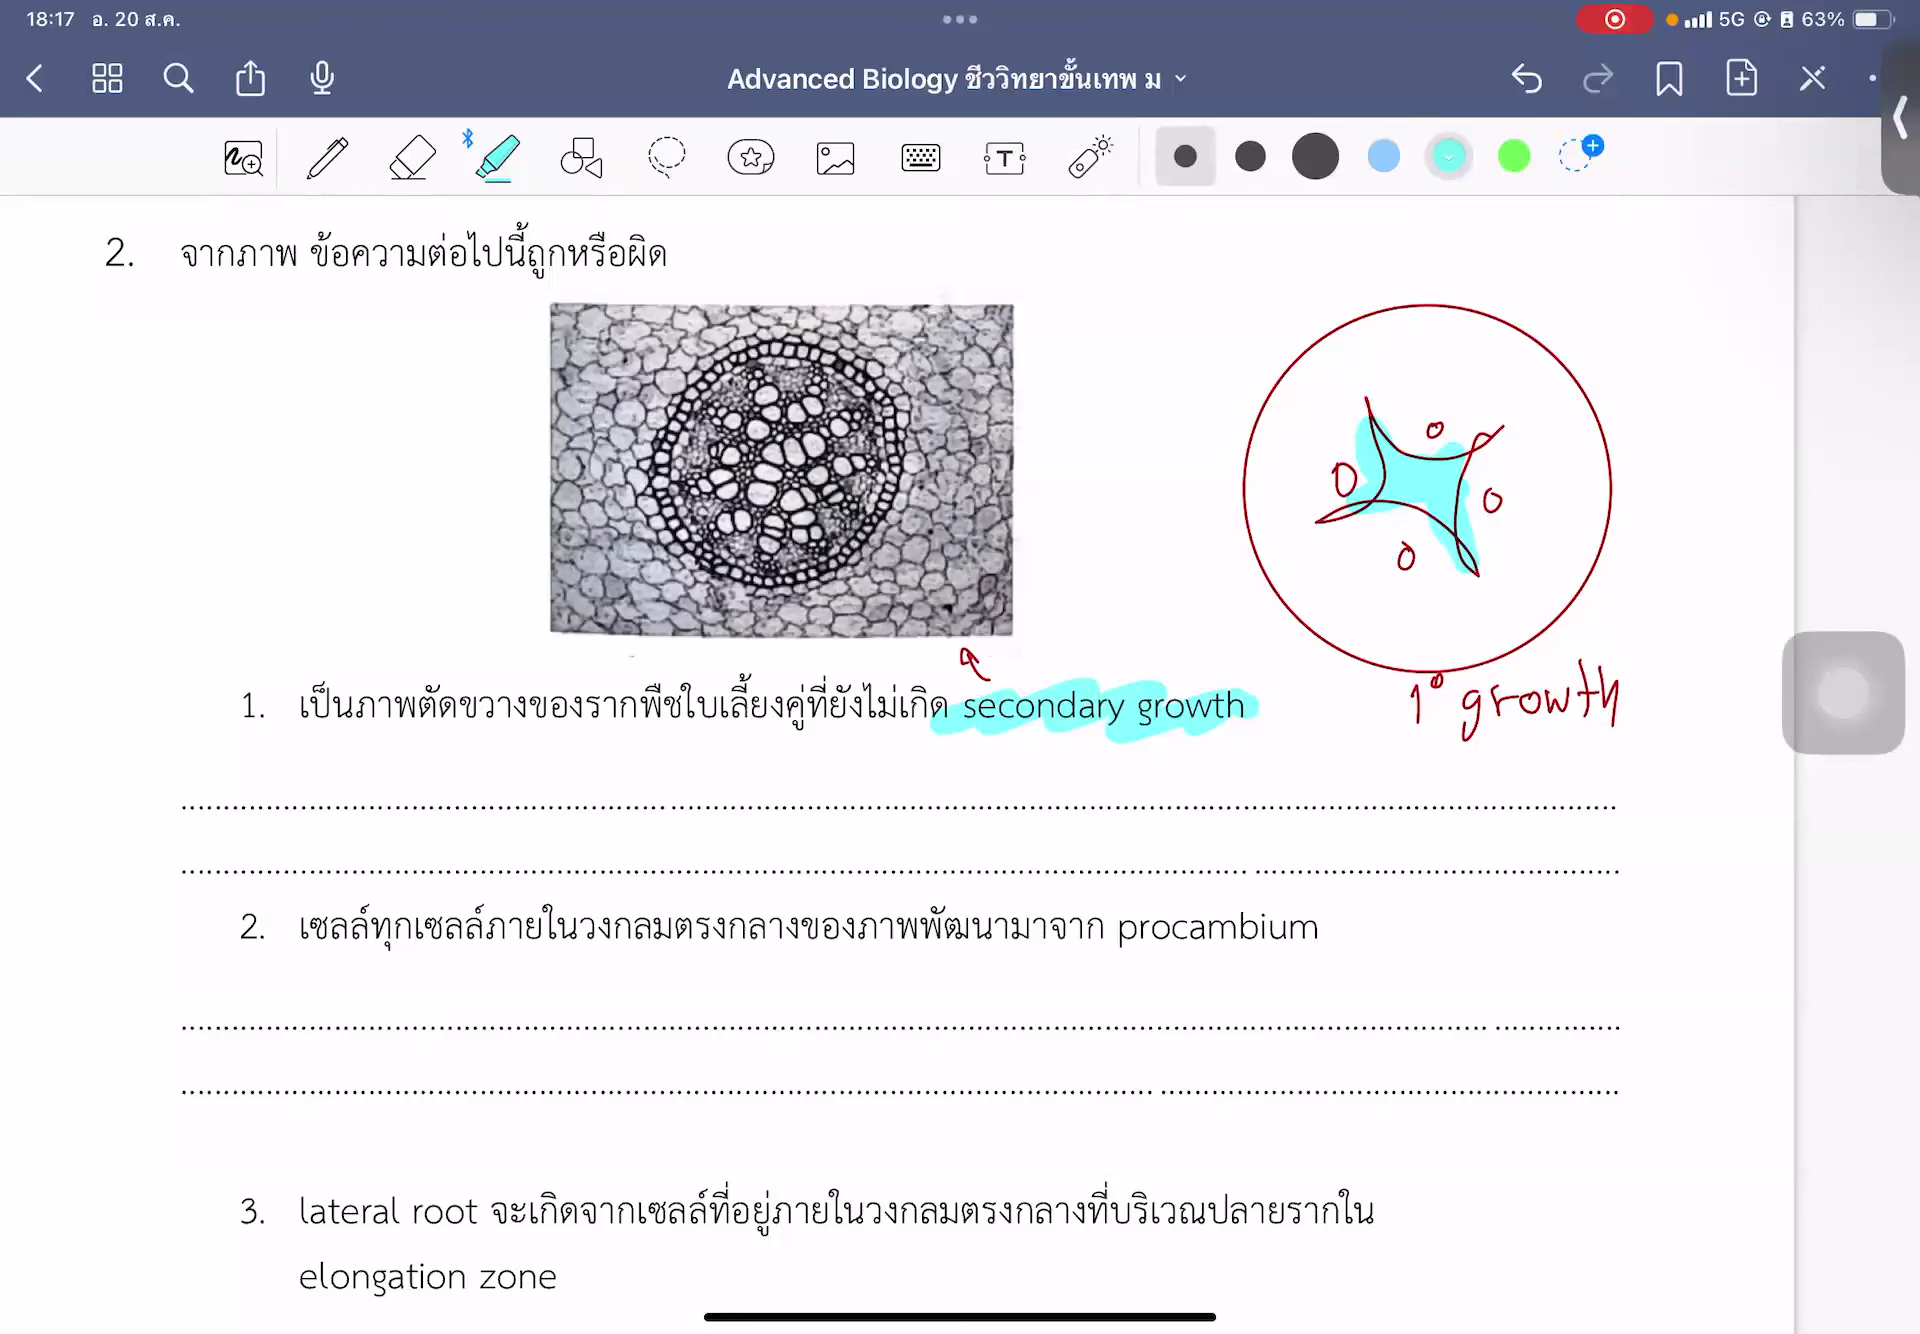 18:17 อ. 20 ส.ค.
5G 63%
Advanced Biology ชีววิทยาขั้นเทพ ม
T
2. จากภาพ ข้อความต่อไปนี้ถูกหรือผิด
1° growth
1. เป็นภาพตัดขวางของรากพืชใบเลี้ยงคู่ที่ยังไม่เกิด secondary growth
2. เซลล์ทุกเซลล์ภายในวงกลมตรงกลางของภาพพัฒนามาจาก procambium
3. lateral root จะเกิดจากเซลล์ที่อยู่ภายในวงกลมตรงกลางที่บริเวณปลายรากใน
elongation zone